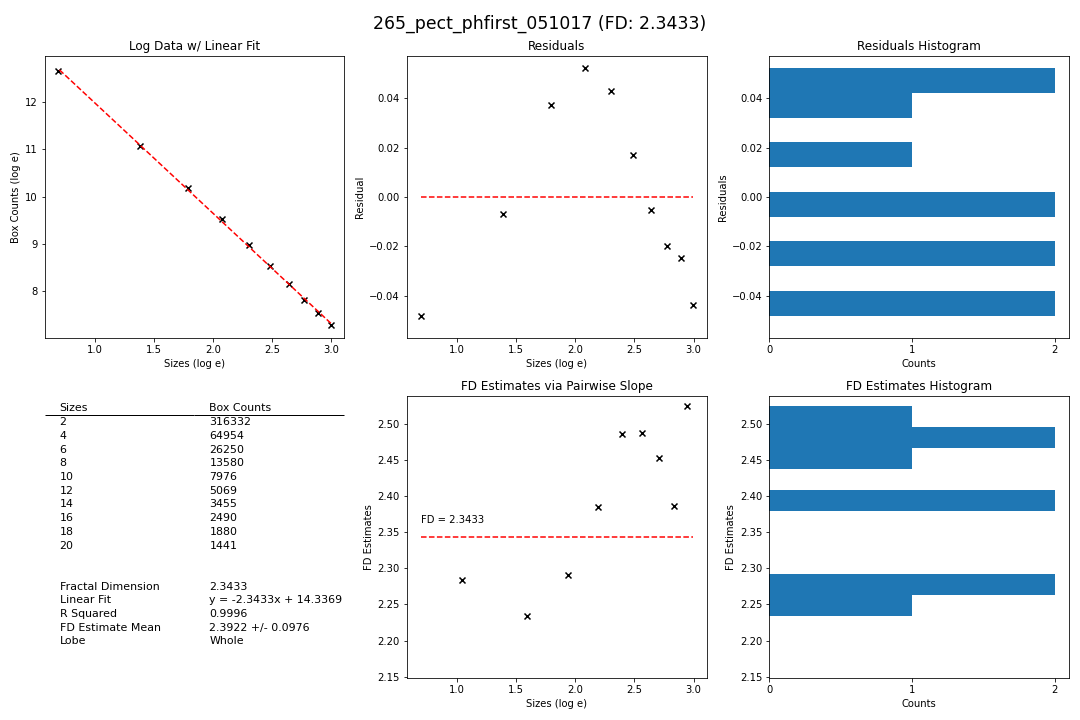 265_pect_phfirst_051017 (FD: 2.3433)
Log Data w/ Linear Fit
12
11
10
9
8
1.0 1.5 2.0 2.5 3.0
Box Counts (log e)
Sizes (log e)
Residuals
0.04
0.02
0.00
−0.02
−0.04
1.0 1.5 2.0 2.5 3.0
Residual
Sizes (log e)
Residuals Histogram
0.04
0.02
0.00
−0.02
−0.04
0 1 2
Residuals
Counts
Sizes Box Counts
2 316332
4 64954
6 26250
8 13580
10 7976
12 5069
14 3455
16 2490
18 1880
20 1441
Fractal Dimension 2.3433
Linear Fit y = -2.3433x + 14.3369
R Squared 0.9996
FD Estimate Mean 2.3922 +/- 0.0976
Lobe Whole
FD Estimates via Pairwise Slope
2.50
2.45
2.40
2.35
2.30
2.25
2.20
2.15
FD = 2.3433
1.0 1.5 2.0 2.5 3.0
FD Estimates
Sizes (log e)
FD Estimates Histogram
2.50
2.45
2.40
2.35
2.30
2.25
2.20
2.15
0 1 2
FD Estimates
Counts